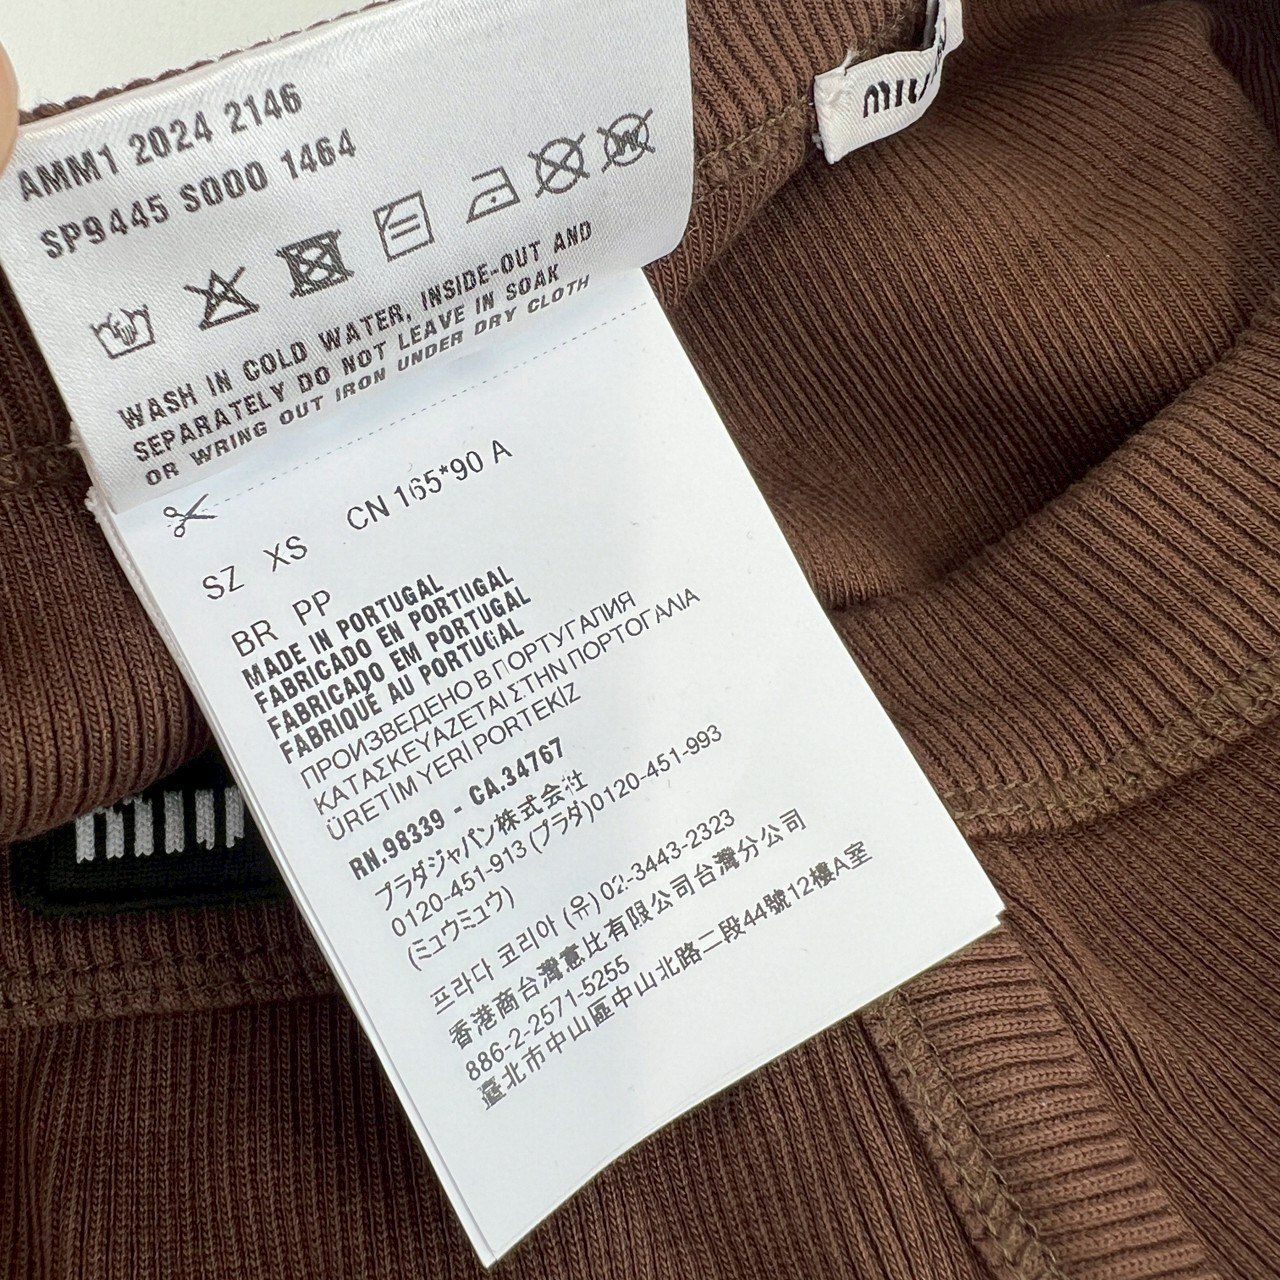 AMM1 2024 2146
SP9445 S000 1464
WASH IN COLD WATER, INSIDE-OUT AND
SEPARATELY DO NOT LEAVE IN SOAK
OR WRING OUT IRON UNDER DRY CLOTH
SZ XS CN 165*90 A
BR PP
MADE IN PORTUGAL
FABRICADO EN PORTUGAL
FABRICADO EM PORTUGAL
FABRIQUÉ AU PORTUGAL
ПРОИЗВЕДЕНО В ПОРТУГАЛИЯ
ΚΑΤΑΣΚΕΥΑΖΕΤΑΙ ΣΤΗΝ ΠΟΡΤΟΓΑΛΙΑ
ÜRETİM YERİ PORTEKİZ
RN.98339 - CA.34767
プラダジャパン株式会社
0120-451-913 (プラダ)0120-451-993
(ミュウミュウ)
프라다 코리아 (유) 02-3443-2323
香港商台灣意比有限公司台灣分公司
886-2-2571-5255
臺北市中山區中山北路二段44號12樓A室